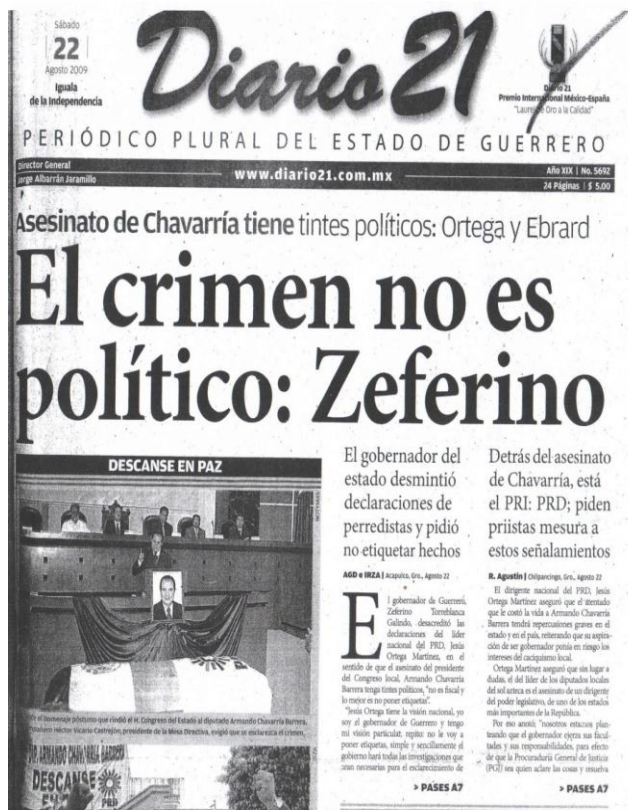 Sábado
22
Agosto 2009
Iguala
de la Independencia
Diario 21
Diario 21
Premio Internacional México-España
"Laurel de Oro a la Calidad"
PERIÓDICO PLURAL DEL ESTADO DE GUERRERO
Director General
Jorge Albarrán Jaramillo
www.diario21.com.mx
Año XIX | No. 5692
24 Páginas | $ 5.00
Asesinato de Chavarría tiene tintes políticos: Ortega y Ebrard
El crimen no es
político: Zeferino
DESCANSE EN PAZ
En el homenaje póstumo que rindió el H. Congreso del Estado al diputado Armando Chavarría Barrera,
Héctor Vicario Castrejón, presidente de la Mesa Directiva, exigió que se esclarezca el crimen.
DR. ARMANDO CHAVARRIA BARRERA
DESCANSE
PRD
El gobernador del
estado desmintió
declaraciones de
perredistas y pidió
no etiquetar hechos
AGD e IRZA | Acapulco, Gro., Agosto 22
El gobernador de Guerrero,
Zeferino Torreblanca
Galindo, desacreditó las
declaraciones del líder
nacional del PRD, Jesús
Ortega Martínez, en el
sentido de que el asesinato del presidente
del Congreso local, Armando Chavarría
Barrera tenga tintes políticos, "no es fiscal y
lo mejor es no poner etiquetas".
"Jesús Ortega tiene la visión nacional, yo
soy el gobernador de Guerrero y tengo
mi visión particular; repito: no le voy a
poner etiquetas, simple y sencillamente el
gobierno hará todas las investigaciones que
sean necesarias para el esclarecimiento de
> PASES A7
Detrás del asesinato
de Chavarría, está
el PRI: PRD; piden
priistas mesura a
estos señalamientos
R. Agustín | Chilpancingo, Gro., Agosto 22
El dirigente nacional del PRD, Jesús
Ortega Martínez aseguró que el atentado
que le costó la vida a Armando Chavarría
Barrera tendrá repercusiones graves en el
estado y en el país, reiterando que su aspira-
ción de ser gobernador ponía en riesgo los
intereses del caciquismo local.
Ortega Martínez aseguró que sin lugar a
dudas, el del líder de los diputados locales
del sol azteca es el asesinato de un dirigente
del poder legislativo, de uno de los estados
más importantes de la República.
Por eso anotó: "nosotros estamos plan-
teando que el gobernador ejerza sus facul-
tades y sus responsabilidades, para efecto
de que la Procuraduría General de Justicia
(PGJ) sea quien aclare las cosas y resuelva
> PASES A7